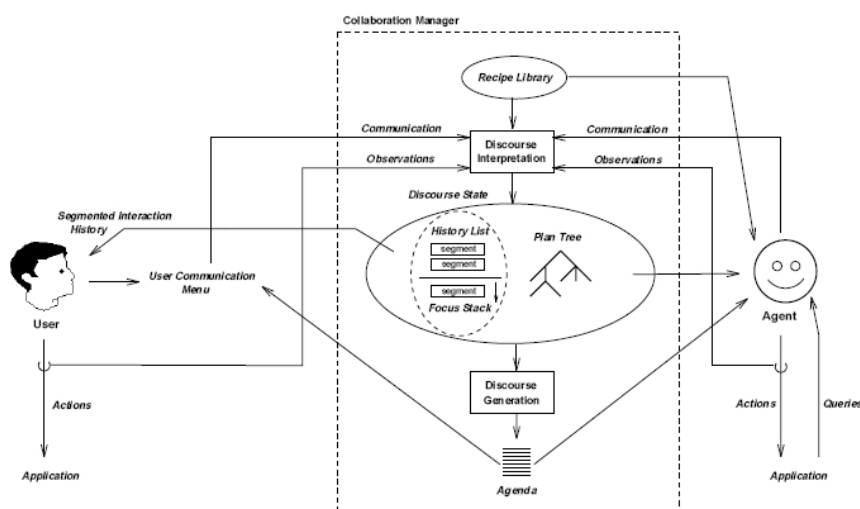 Collaboration Manager
Recipe Library
Communication
Communication
Discourse
Interpretation
Observations
Observations
Discourse State
Segmented Interaction
History
History List
segment
segment
Plan Tree
segment
Focus Stack
User Communication
Menu
User
Agent
Discourse
Generation
Actions
Actions
Queries
Application
Agenda
Application